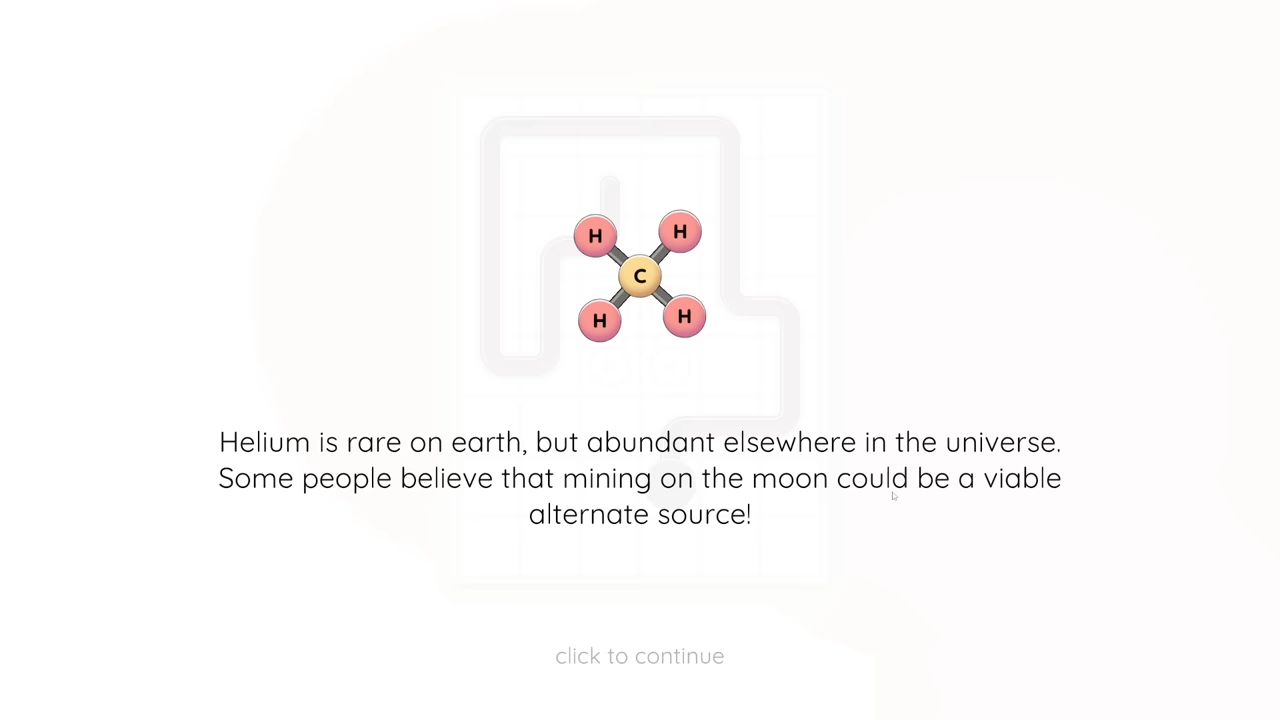 H H
C
H H
Helium is rare on earth, but abundant elsewhere in the universe.
Some people believe that mining on the moon could be a viable
alternate source!
click to continue